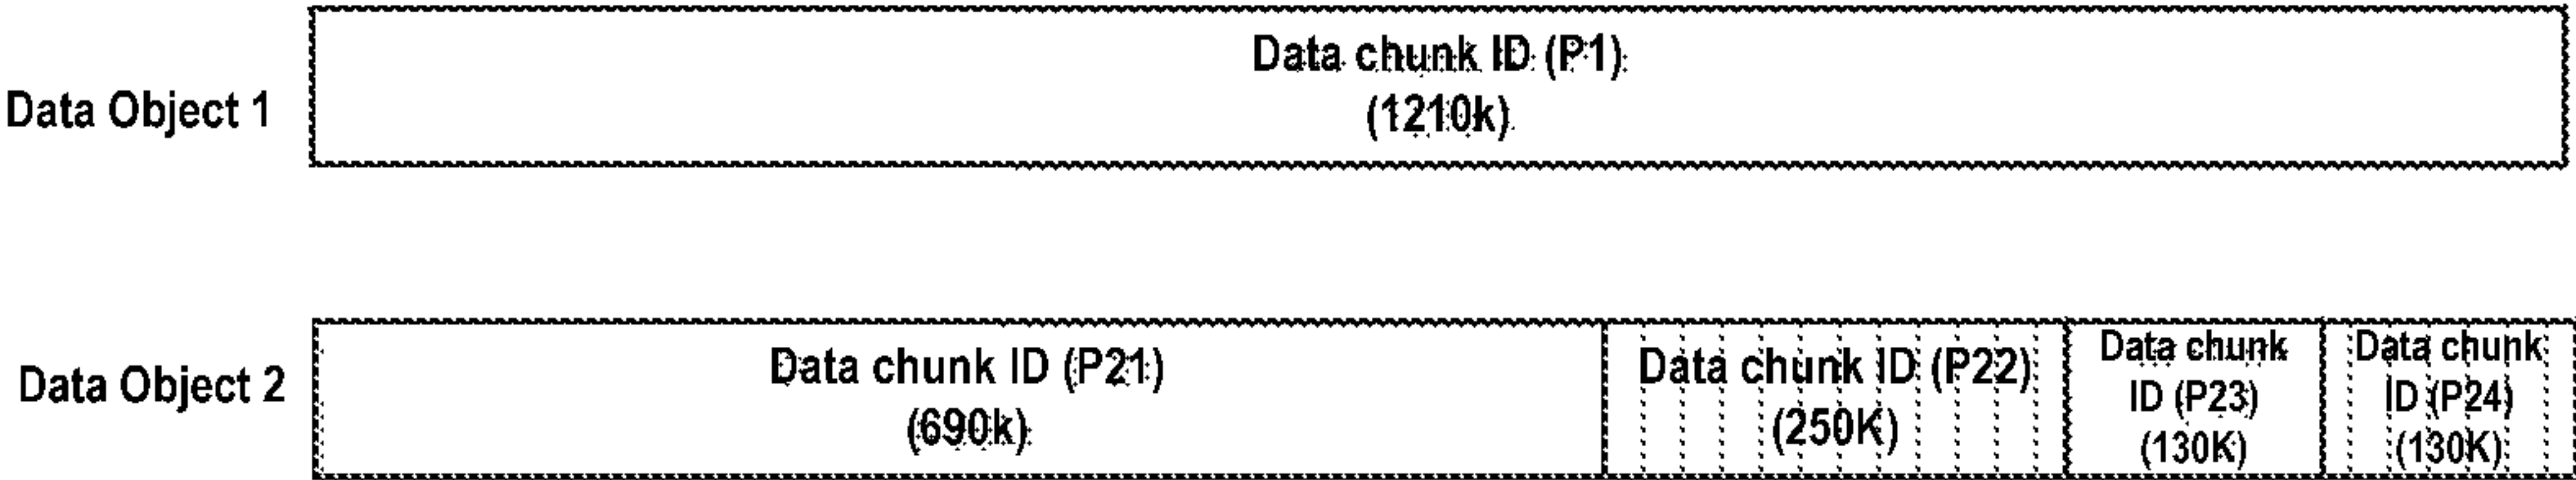 Data chunk ID (P1)
(1210k)
Data Object 1
Data Object 2
Data chunk ID (P21)
(690k)
Data chunk ID (P22)
(250K)
Data chunk
ID (P23)
(130K)
Data chunk
ID (P24)
(130K)